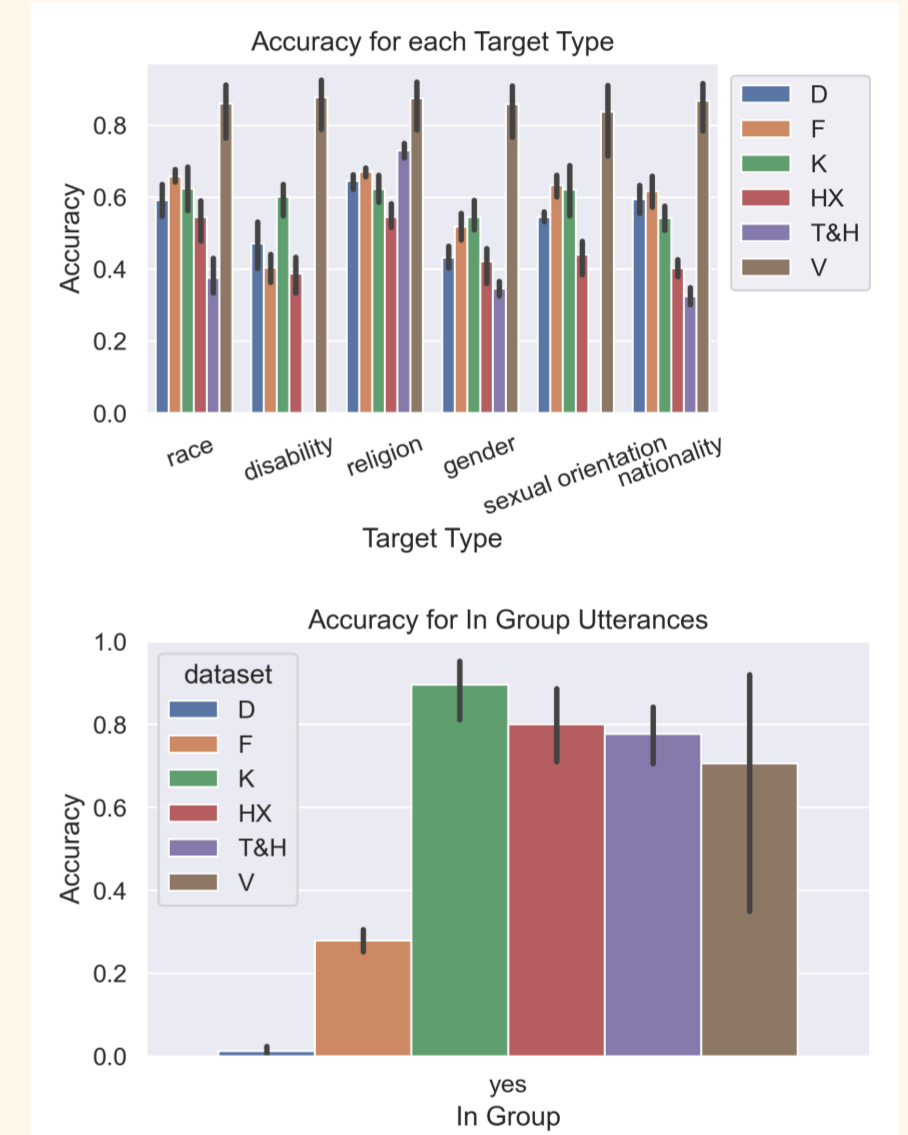 Accuracy for each Target Type
Accuracy
0.8
0.6
0.4
0.2
0.0
D
F
K
HX
T&H
V
race
disability
religion
gender
sexual orientation
nationality
Target Type
Accuracy for In Group Utterances
Accuracy
1.0
0.8
0.6
0.4
0.2
0.0
dataset
D
F
K
HX
T&H
V
yes
In Group